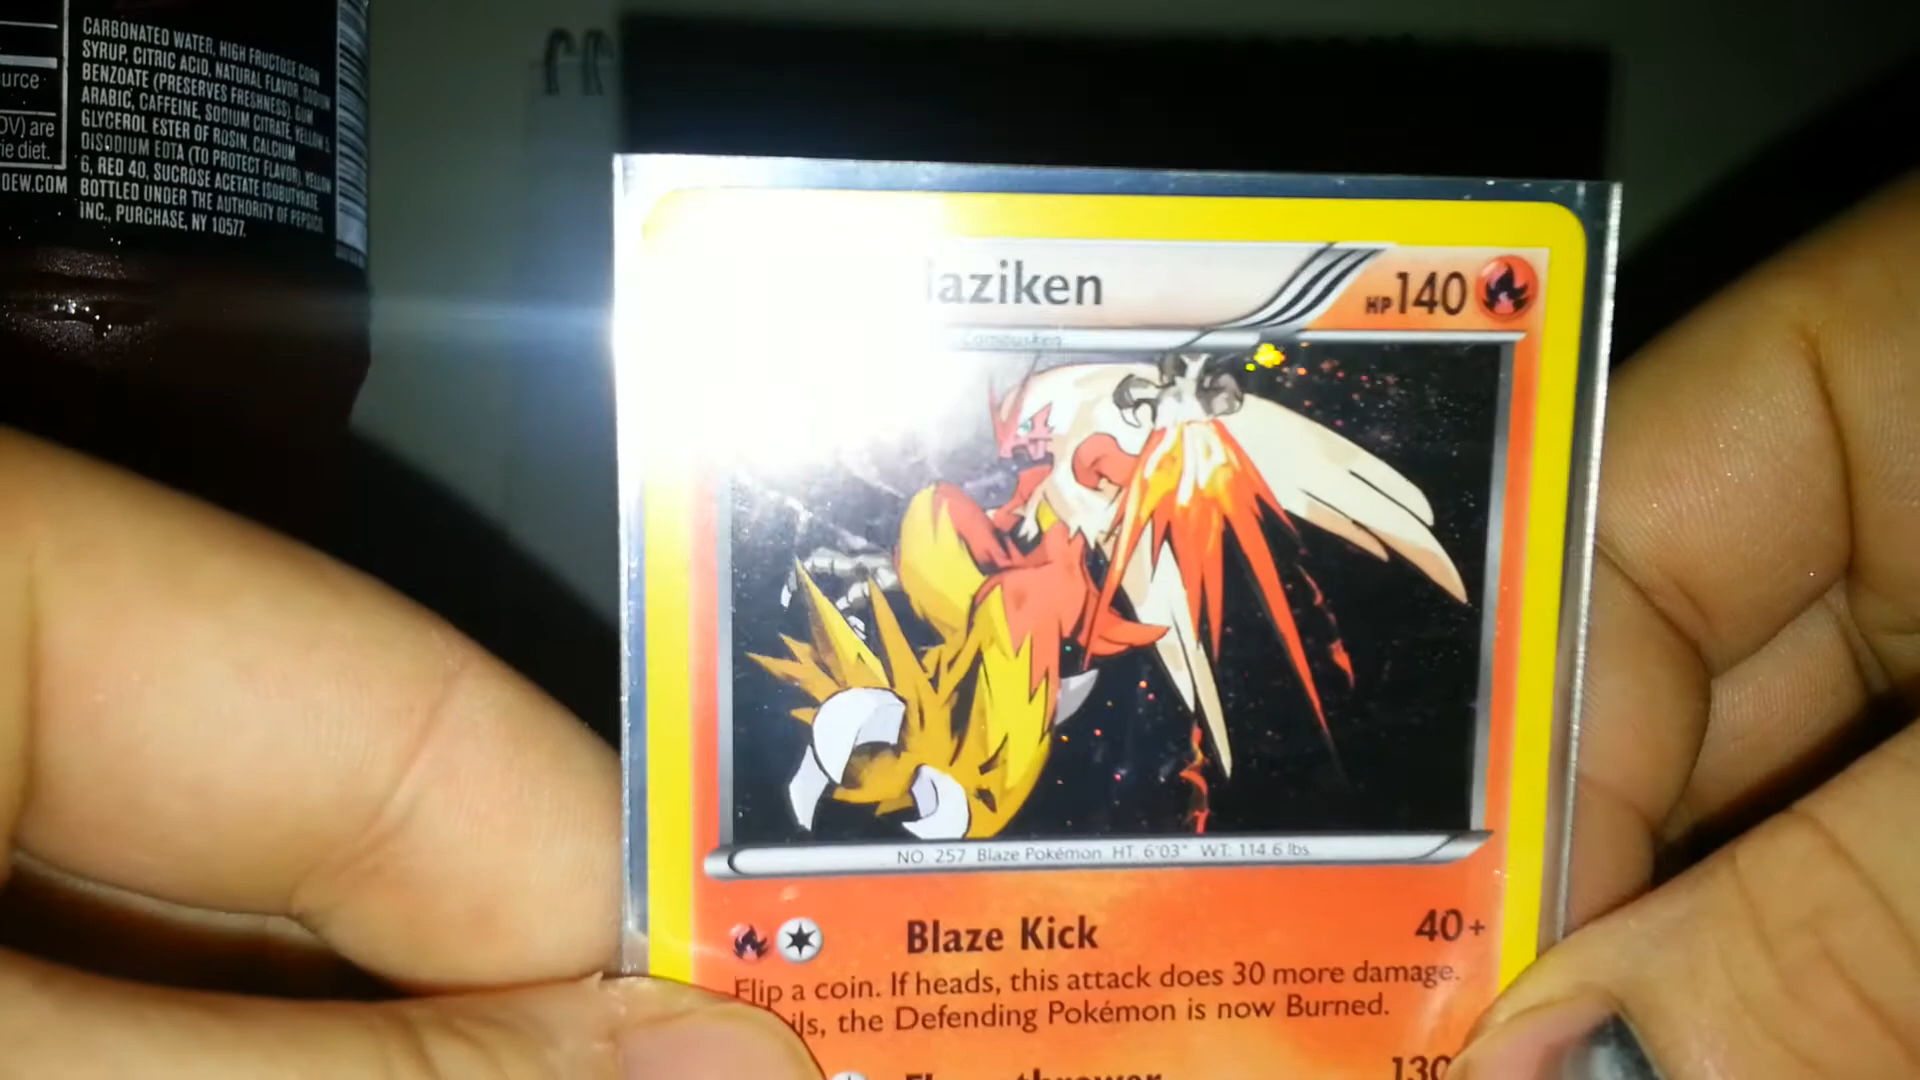 urce
OV) are
ie diet.
DEW.COM
CARBONATED WATER, HIGH FRUCTOSE CORN
SYRUP, CITRIC ACID, NATURAL FLAVOR, SODIUM
BENZOATE (PRESERVES FRESHNESS), GUM
ARABIC, CAFFEINE, SODIUM CITRATE, YELLOW 5,
GLYCEROL ESTER OF ROSIN, CALCIUM
DISODIUM EDTA (TO PROTECT FLAVOR), YELLOW
6, RED 40, SUCROSE ACETATE ISOBUTYRATE
BOTTLED UNDER THE AUTHORITY OF PEPSICO,
INC., PURCHASE, NY 10577.
laziken HP140
Combusken
NO. 257 Blaze Pokémon HT. 6'03" WT. 114.6 lbs.
Blaze Kick 40+
Flip a coin. If heads, this attack does 30 more damage.
ils, the Defending Pokémon is now Burned.
130